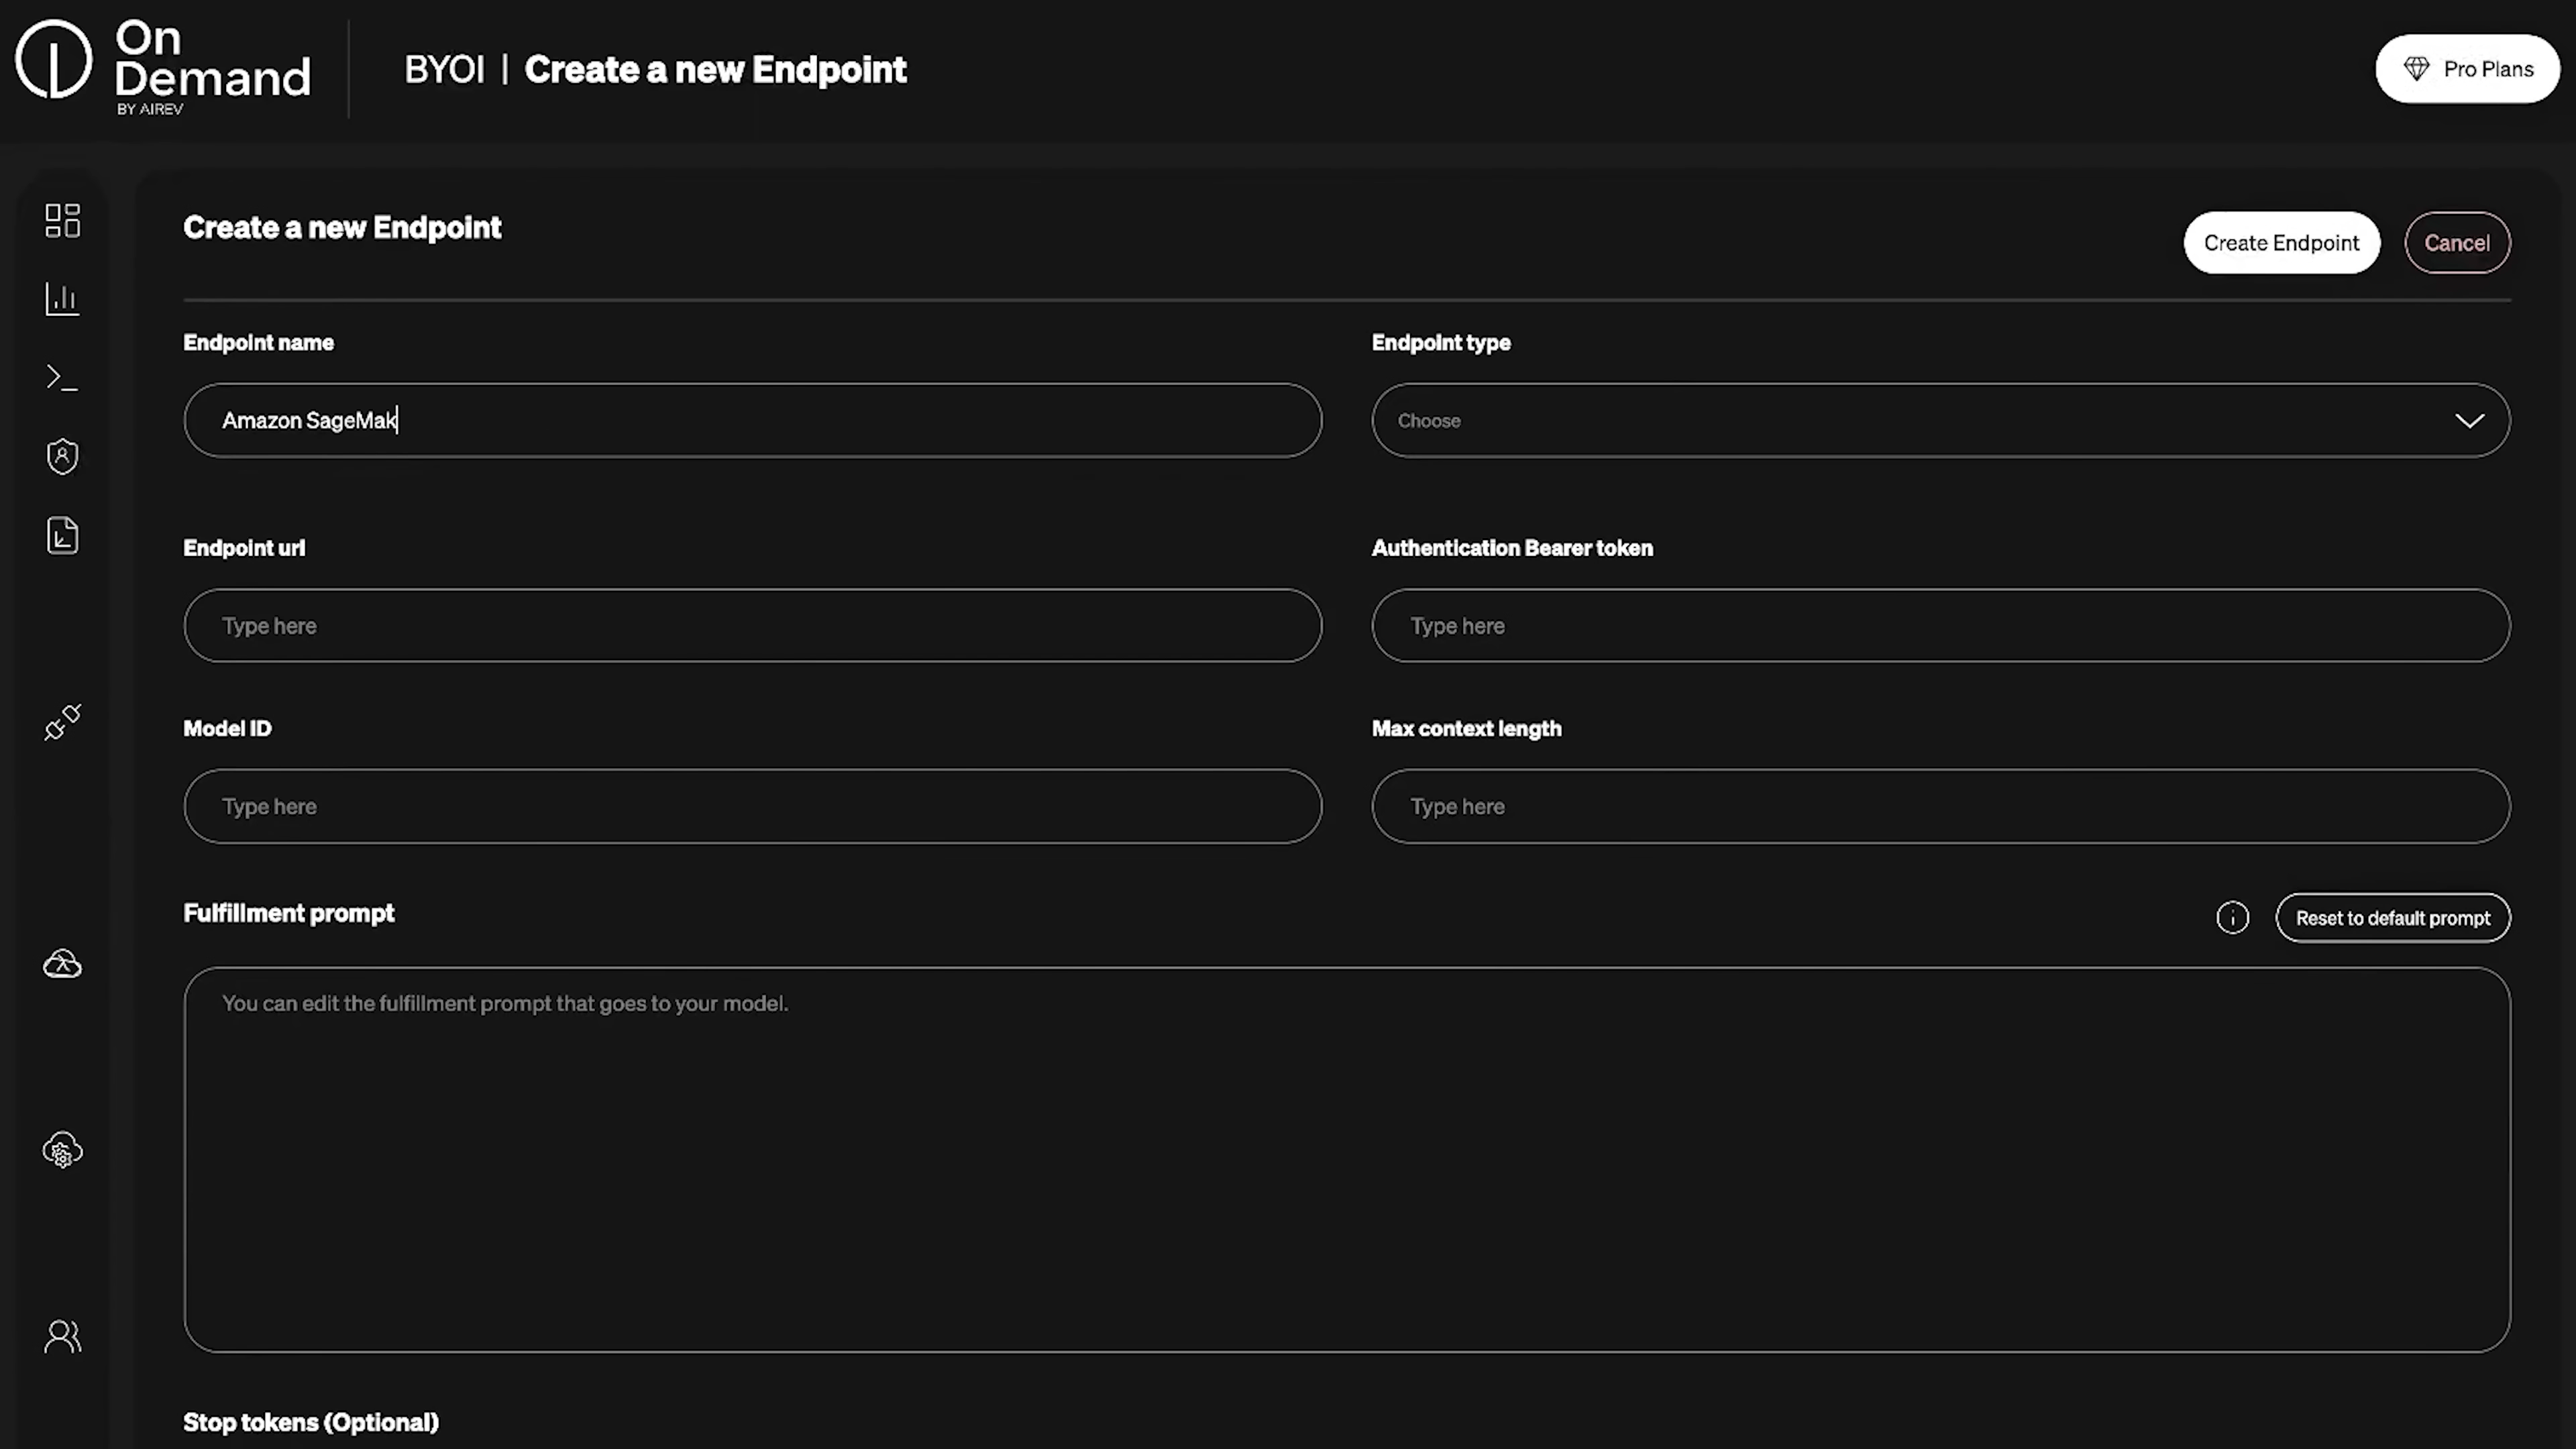 On
Demand
BY AIREV
BYOI | Create a new Endpoint
Pro Plans
Create a new Endpoint
Create Endpoint
Cancel
Endpoint name
Endpoint type
Amazon SageMak
Choose
Endpoint url
Authentication Bearer token
Type here
Type here
Model ID
Max context length
Type here
Type here
Fulfillment prompt
Reset to default prompt
You can edit the fulfillment prompt that goes to your model.
Stop tokens (Optional)